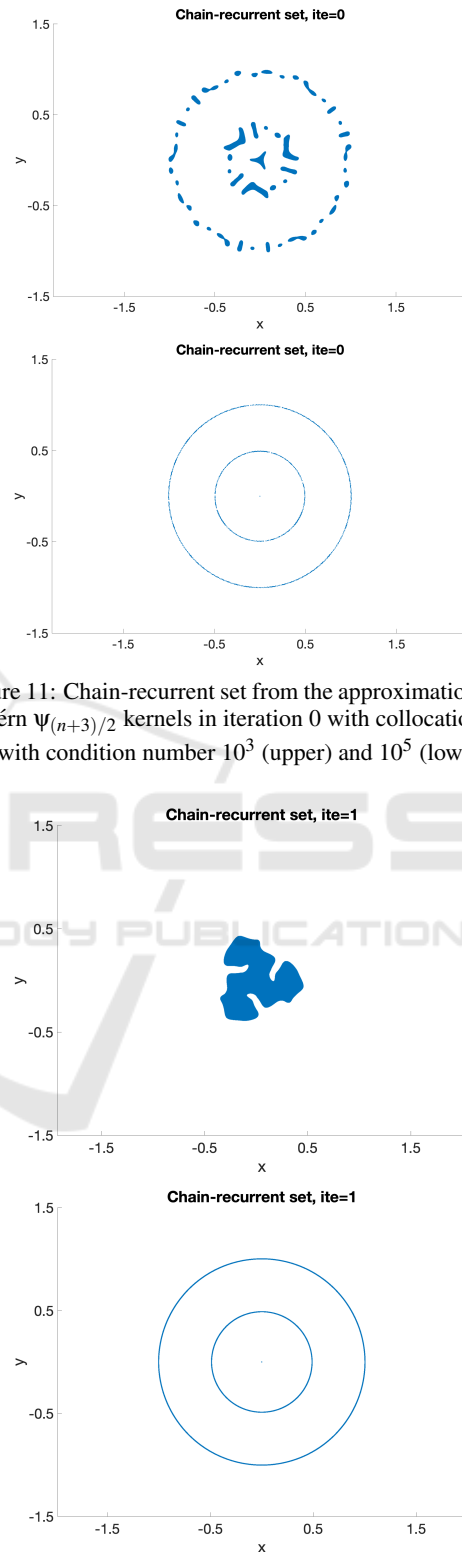 Chain-recurrent set, ite=0
1.5
0.5
y
-0.5
-1.5
-1.5 -0.5 0.5 1.5
x
Chain-recurrent set, ite=0
1.5
0.5
y
-0.5
-1.5
-1.5 -0.5 0.5 1.5
x
ure 11: Chain-recurrent set from the approximatio
érn ψ(n+3)/2 kernels in iteration 0 with collocatio
with condition number 10³ (upper) and 10⁵ (low
RESS
OGY PUBLICATION
Chain-recurrent set, ite=1
1.5
0.5
y
-0.5
-1.5
-1.5 -0.5 0.5 1.5
x
Chain-recurrent set, ite=1
1.5
0.5
y
-0.5
-1.5
-1.5 -0.5 0.5 1.5
x